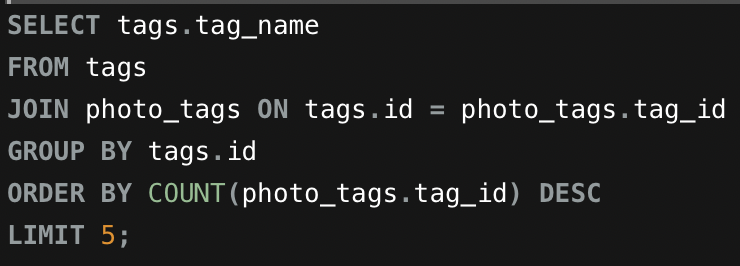 SELECT tags.tag_name
FROM tags
JOIN photo_tags ON tags.id = photo_tags.tag_id
GROUP BY tags.id
ORDER BY COUNT(photo_tags.tag_id) DESC
LIMIT 5;